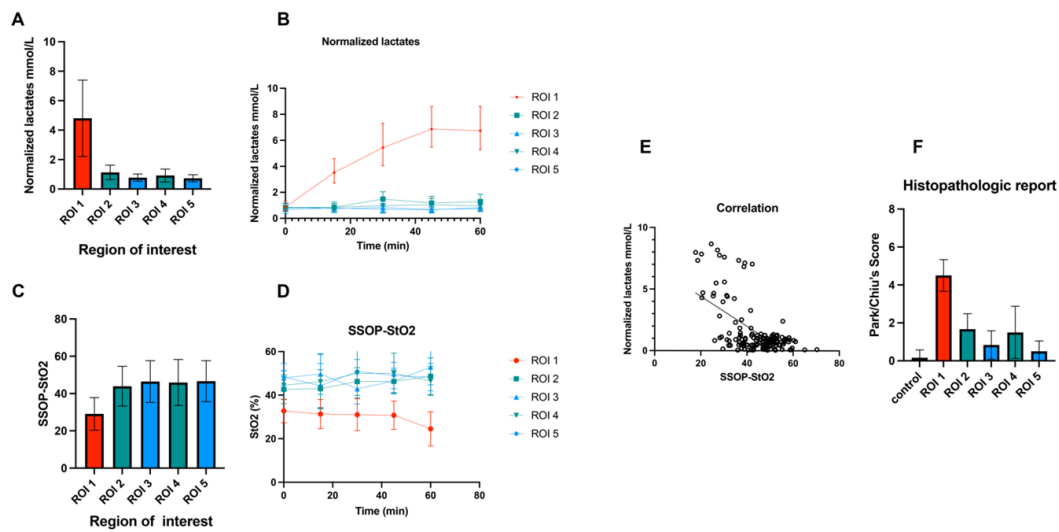 A
Normalized lactates mmol/L
10
8
6
4
2
0
ROI 1
ROI 2
ROI 3
ROI 4
ROI 5
Region of interest
B
Normalized lactates
Normalized lactates mmol/L
10
8
6
4
2
0
0
20
40
60
Time (min)
ROI 1
ROI 2
ROI 3
ROI 4
ROI 5
C
SSOP-StO2
80
60
40
20
0
ROI 1
ROI 2
ROI 3
ROI 4
ROI 5
Region of interest
D
SSOP-StO2
StO2 (%)
60
40
20
0
0
20
40
60
80
Time (min)
ROI 1
ROI 2
ROI 3
ROI 4
ROI 5
E
Correlation
Normalized lactates mmol/L
10
5
0
0
20
40
60
80
SSOP-StO2
F
Histopathologic report
Park/Chiu's Score
8
6
4
2
0
control
ROI 1
ROI 2
ROI 3
ROI 4
ROI 5